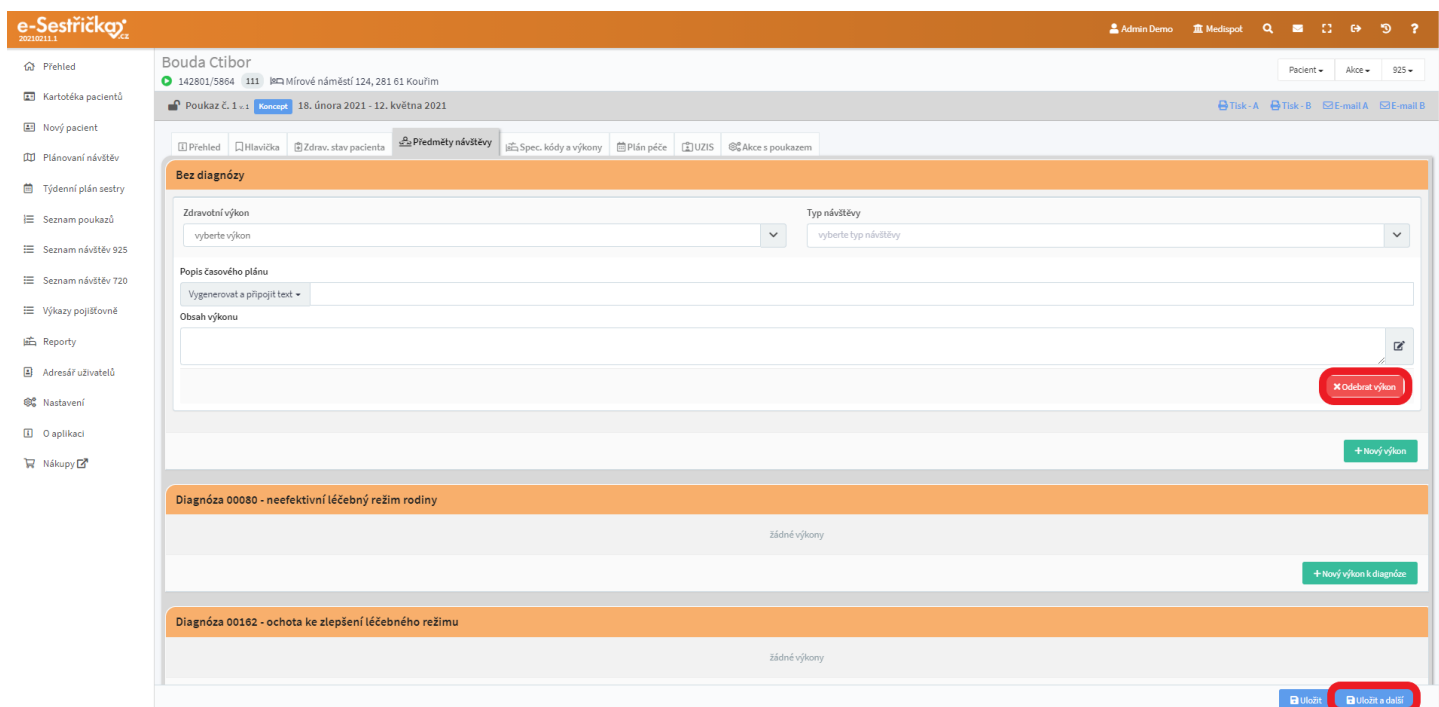 e-Sestřička.cz
20210211.1
Admin Demo Medispot
Přehled
Kartotéka pacientů
Nový pacient
Plánovaní návštěv
Týdenní plán sestry
Seznam poukazů
Seznam návštěv 925
Seznam návštěv 720
Výkazy pojišťovně
Reporty
Adresář uživatelů
Nastavení
O aplikaci
Nákupy
Bouda Ctibor
142801/5864 111 Mírové náměstí 124, 281 61 Kouřim
Pacient Akce 925
Poukaz č. 1 v. 1 Koncept 18. února 2021 - 12. května 2021
Tisk - A Tisk - B E-mail A E-mail B
Přehled Hlavička Zdrav. stav pacienta Předměty návštěvy Spec. kódy a výkony Plán péče UZIS Akce s poukazem
Bez diagnózy
Zdravotní výkon Typ návštěvy
vyberte výkon vyberte typ návštěvy
Popis časového plánu
Vygenerovat a připojit text
Obsah výkonu
Odebrat výkon
+ Nový výkon
Diagnóza 00080 - neefektivní léčebný režim rodiny
žádné výkony
+ Nový výkon k diagnóze
Diagnóza 00162 - ochota ke zlepšení léčebného režimu
žádné výkony
Uložit Uložit a další